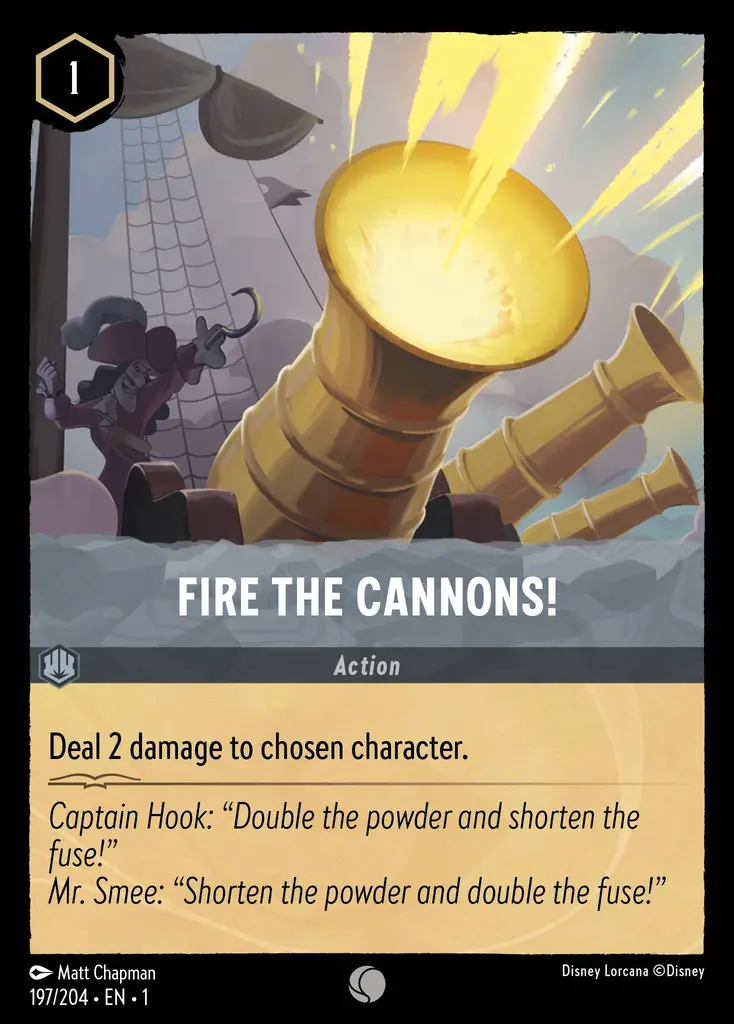 1
FIRE THE CANNONS!
Action
Deal 2 damage to chosen character.
Captain Hook: “Double the powder and shorten the
fuse!”
Mr. Smee: “Shorten the powder and double the fuse!”
Matt Chapman
Disney Lorcana ©Disney
197/204 • EN • 1